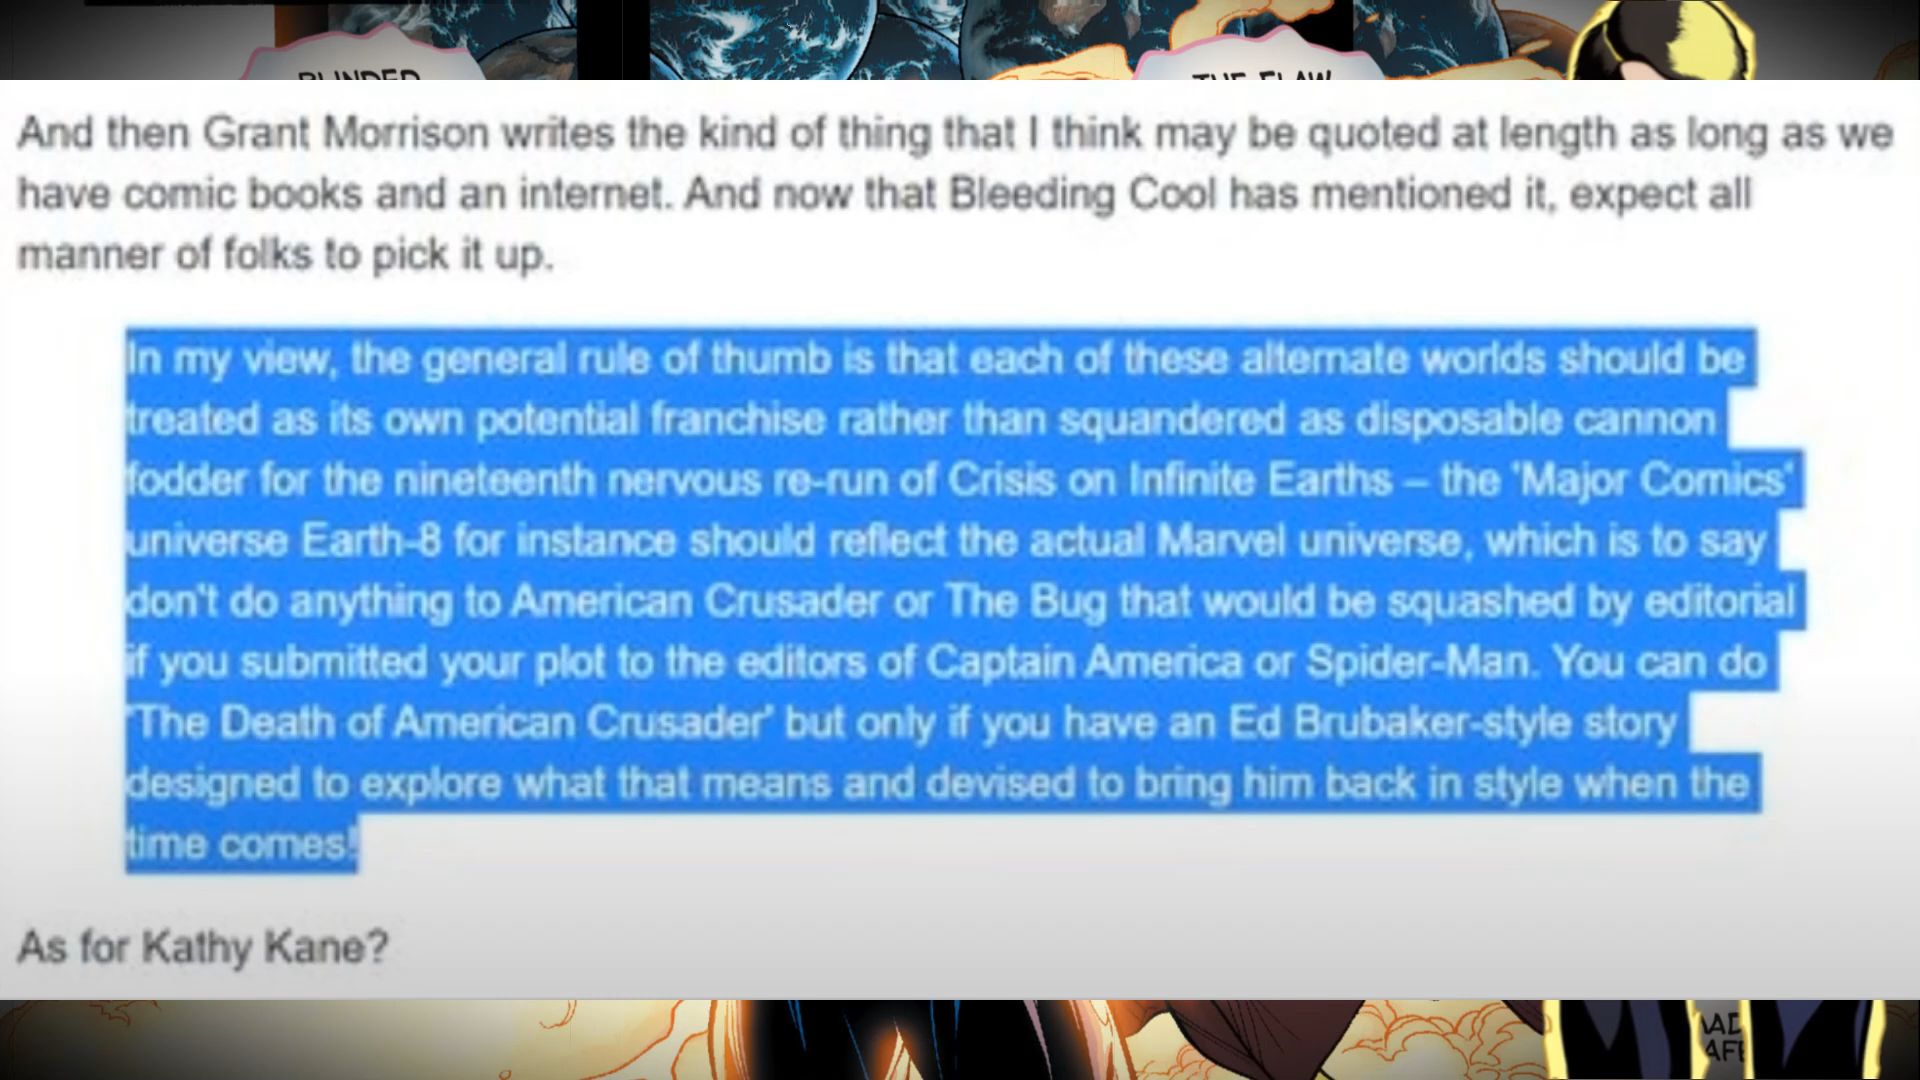 And then Grant Morrison writes the kind of thing that I think may be quoted at length as long as we
have comic books and an internet. And now that Bleeding Cool has mentioned it, expect all
manner of folks to pick it up.
In my view, the general rule of thumb is that each of these alternate worlds should be
treated as its own potential franchise rather than squandered as disposable cannon
fodder for the nineteenth nervous re-run of Crisis on Infinite Earths – the 'Major Comics'
universe Earth-8 for instance should reflect the actual Marvel universe, which is to say
don't do anything to American Crusader or The Bug that would be squashed by editorial
if you submitted your plot to the editors of Captain America or Spider-Man. You can do
'The Death of American Crusader' but only if you have an Ed Brubaker-style story
designed to explore what that means and devised to bring him back in style when the
time comes!
As for Kathy Kane?